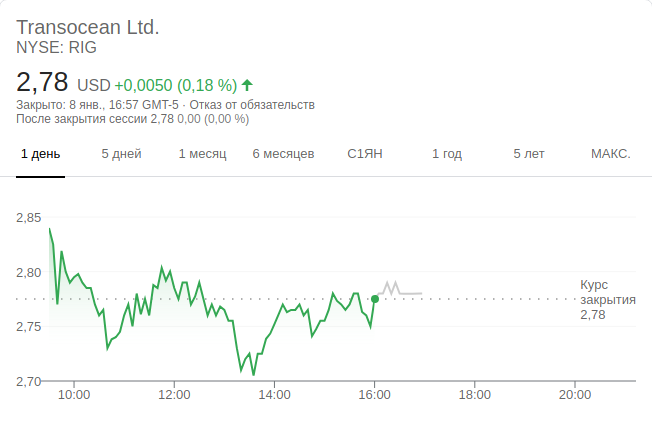 Transocean Ltd.
NYSE: RIG
2,78 USD +0,0050 (0,18 %)
Закрыто: 8 янв., 16:57 GMT-5 · Отказ от обязательств
После закрытия сессии 2,78 0,00 (0,00 %)
1 день 5 дней 1 месяц 6 месяцев С1ЯН 1 год 5 лет МАКС.
2,85
2,80
Курс
закрытия
2,78
2,75
2,70
10:00 12:00 14:00 16:00 18:00 20:00